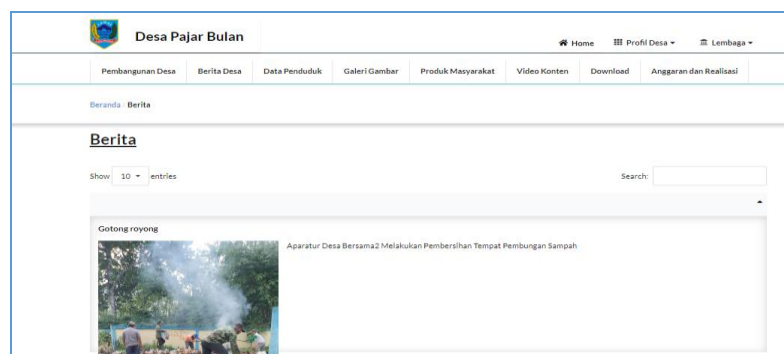 Desa Pajar Bulan
Home Profil Desa Lembaga
Pembangunan Desa Berita Desa Data Penduduk Galeri Gambar Produk Masyarakat Video Konten Download Anggaran dan Realisasi
Beranda / Berita
Berita
Show 10 entries Search:
Gotong royong
Aparatur Desa Bersama2 Melakukan Pembersihan Tempat Pembungan Sampah